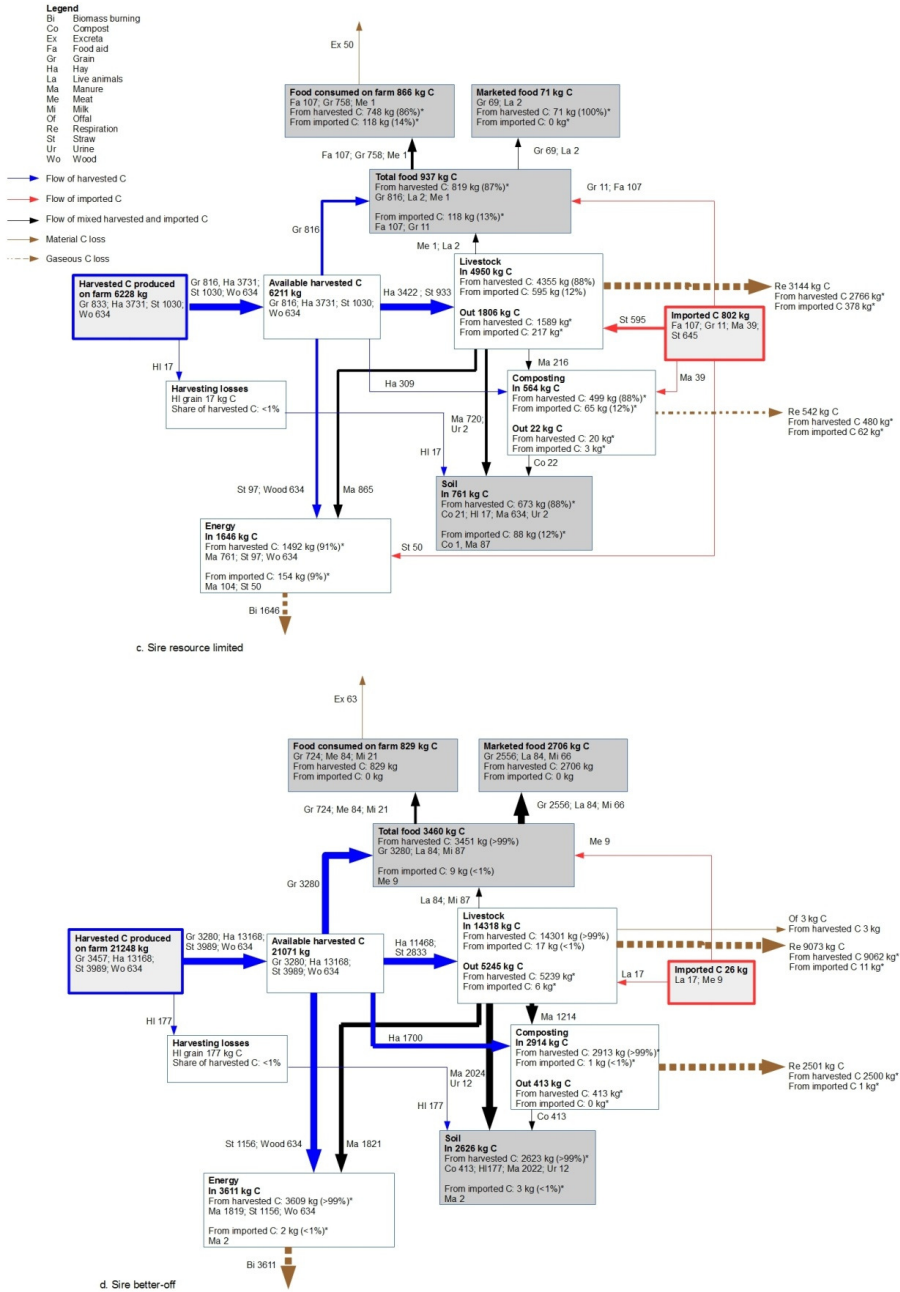 Legend
Bi Biomass burning
Co Compost
Ex Excreta
Fa Food aid
Gr Grain
Ha Hay
La Live animals
Ma Manure
Me Meat
Mi Milk
Of Offal
Re Respiration
St Straw
Ur Urine
Wo Wood
Flow of harvested C
Flow of imported C
Flow of mixed harvested and imported C
Material C loss
Gaseous C loss
Ex 50
Food consumed on farm 866 kg C
Fa 107; Gr 758; Me 1
From harvested C: 748 kg (86%)*
From imported C: 118 kg (14%)*
Marketed food 71 kg C
Gr 69; La 2
From harvested C: 71 kg (100%)*
From imported C: 0 kg*
Fa 107; Gr 758; Me 1
Gr 69; La 2
Total food 937 kg C
From harvested C: 819 kg (87%)*
Gr 816; La 2; Me 1
From imported C: 118 kg (13%)*
Fa 107; Gr 11
Gr 11; Fa 107
Gr 816
Me 1; La 2
Harvested C produced
on farm 6228 kg
Gr 833; Ha 3731; St 1030;
Wo 634
Gr 816, Ha 3731;
St 1030; Wo 634
Available harvested C
6211 kg
Gr 816; Ha 3731; St 1030;
Wo 634
Ha 3422 ; St 933
Livestock
In 4950 kg C
From harvested C: 4355 kg (88%)
From imported C: 595 kg (12%)
Out 1806 kg C
From harvested C: 1589 kg*
From imported C: 217 kg*
Re 3144 kg C
From harvested C 2766 kg*
From imported C 378 kg*
St 595
Imported C 802 kg
Fa 107; Gr 11; Ma 39;
St 645
Hl 17
Harvesting losses
Hl grain 17 kg C
Share of harvested C: <1%
Ha 309
Ma 216
Ma 39
Composting
In 564 kg C
From harvested C: 499 kg (88%)*
From imported C: 65 kg (12%)*
Out 22 kg C
From harvested C: 20 kg*
From imported C: 3 kg*
Re 542 kg C
From harvested C 480 kg*
From imported C 62 kg*
Ma 720;
Ur 2
Hl 17
Co 22
St 97; Wood 634
Ma 865
Soil
In 761 kg C
From harvested C: 673 kg (88%)*
Co 21; Hl 17; Ma 634; Ur 2
From imported C: 88 kg (12%)*
Co 1, Ma 87
Energy
In 1646 kg C
From harvested C: 1492 kg (91%)*
Ma 761; St 97; Wo 634
From imported C: 154 kg (9%)*
Ma 104; St 50
St 50
Bi 1646
c. Sire resource limited
Ex 63
Food consumed on farm 829 kg C
Gr 724; Me 84; Mi 21
From harvested C: 829 kg
From imported C: 0 kg
Marketed food 2706 kg C
Gr 2556; La 84, Mi 66
From harvested C: 2706 kg
From imported C: 0 kg
Gr 724; Me 84; Mi 21
Gr 2556; La 84, Mi 66
Total food 3460 kg C
From harvested C: 3451 kg (>99%)
Gr 3280; La 84; Mi 87
From imported C: 9 kg (<1%)
Me 9
Me 9
Gr 3280
La 84; Mi 87
Harvested C produced
on farm 21248 kg
Gr 3457; Ha 13168;
St 3989; Wo 634
Gr 3280; Ha 13168;
St 3989; Wo 634
Available harvested C
21071 kg
Gr 3280; Ha 13168;
St 3989; Wo 634
Ha 11468;
St 2833
Livestock
In 14318 kg C
From harvested C: 14301 kg (>99%)
From imported C: 17 kg (<1%)
Out 5245 kg C
From harvested C: 5239 kg*
From imported C: 6 kg*
Of 3 kg C
From harvested C 3 kg
Re 9073 kg C
From harvested C 9062 kg*
From imported C 11 kg*
La 17
Imported C 26 kg
La 17; Me 9
Hl 177
Harvesting losses
Hl grain 177 kg C
Share of harvested C: <1%
Ha 1700
Ma 1214
Composting
In 2914 kg C
From harvested C: 2913 kg (>99%)*
From imported C: 1 kg (<1%)*
Out 413 kg C
From harvested C: 413 kg*
From imported C: 0 kg*
Re 2501 kg C
From harvested C 2500 kg*
From imported C 1 kg*
Ma 2024
Ur 12
Hl 177
Co 413
St 1156; Wood 634
Ma 1821
Soil
In 2626 kg C
From harvested C: 2623 kg (>99%)*
Co 413; Hl177; Ma 2022; Ur 12
From imported C: 3 kg (<1%)*
Ma 2
Energy
In 3611 kg C
From harvested C: 3609 kg (>99%)*
Ma 1819; St 1156; Wo 634
From imported C: 2 kg (<1%)*
Ma 2
Bi 3611
d. Sire better-off